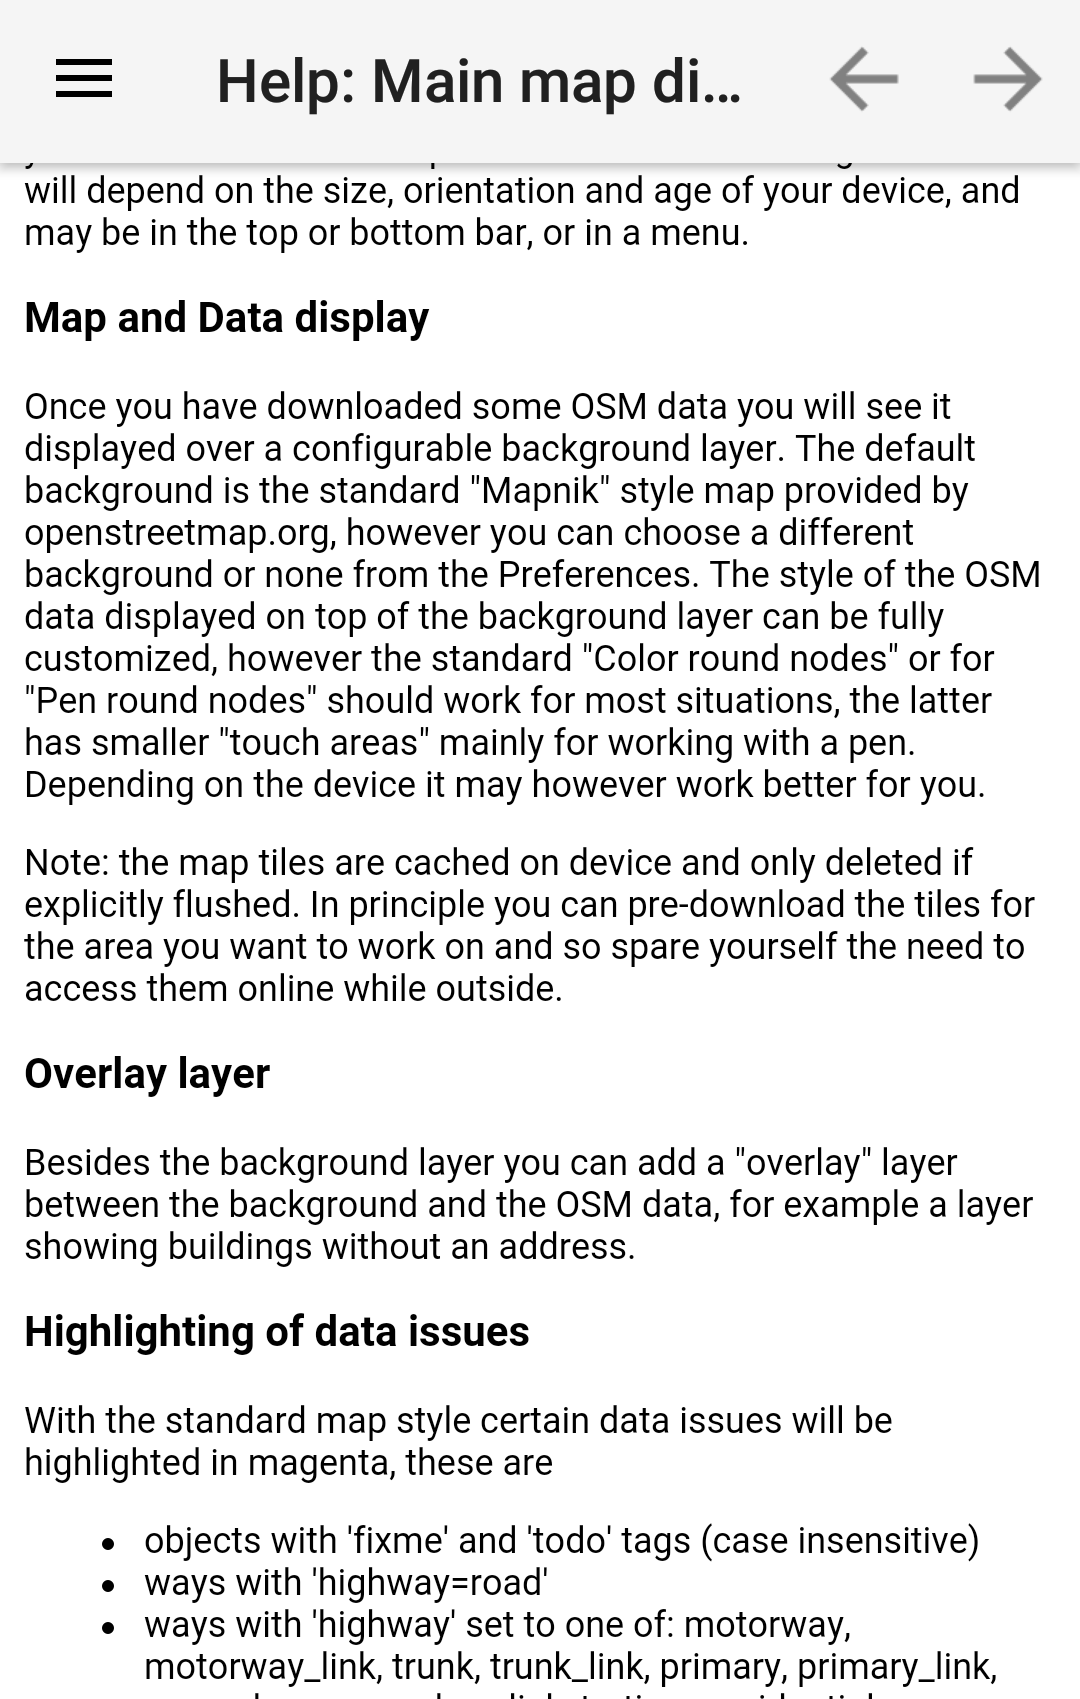 Help: Main map di...
will depend on the size, orientation and age of your device, and
may be in the top or bottom bar, or in a menu.
Map and Data display
Once you have downloaded some OSM data you will see it
displayed over a configurable background layer. The default
background is the standard "Mapnik" style map provided by
openstreetmap.org, however you can choose a different
background or none from the Preferences. The style of the OSM
data displayed on top of the background layer can be fully
customized, however the standard "Color round nodes" or for
"Pen round nodes" should work for most situations, the latter
has smaller "touch areas" mainly for working with a pen.
Depending on the device it may however work better for you.
Note: the map tiles are cached on device and only deleted if
explicitly flushed. In principle you can pre-download the tiles for
the area you want to work on and so spare yourself the need to
access them online while outside.
Overlay layer
Besides the background layer you can add a "overlay" layer
between the background and the OSM data, for example a layer
showing buildings without an address.
Highlighting of data issues
With the standard map style certain data issues will be
highlighted in magenta, these are
• objects with 'fixme' and 'todo' tags (case insensitive)
• ways with 'highway=road'
• ways with 'highway' set to one of: motorway,
motorway_link, trunk, trunk_link, primary, primary_link,